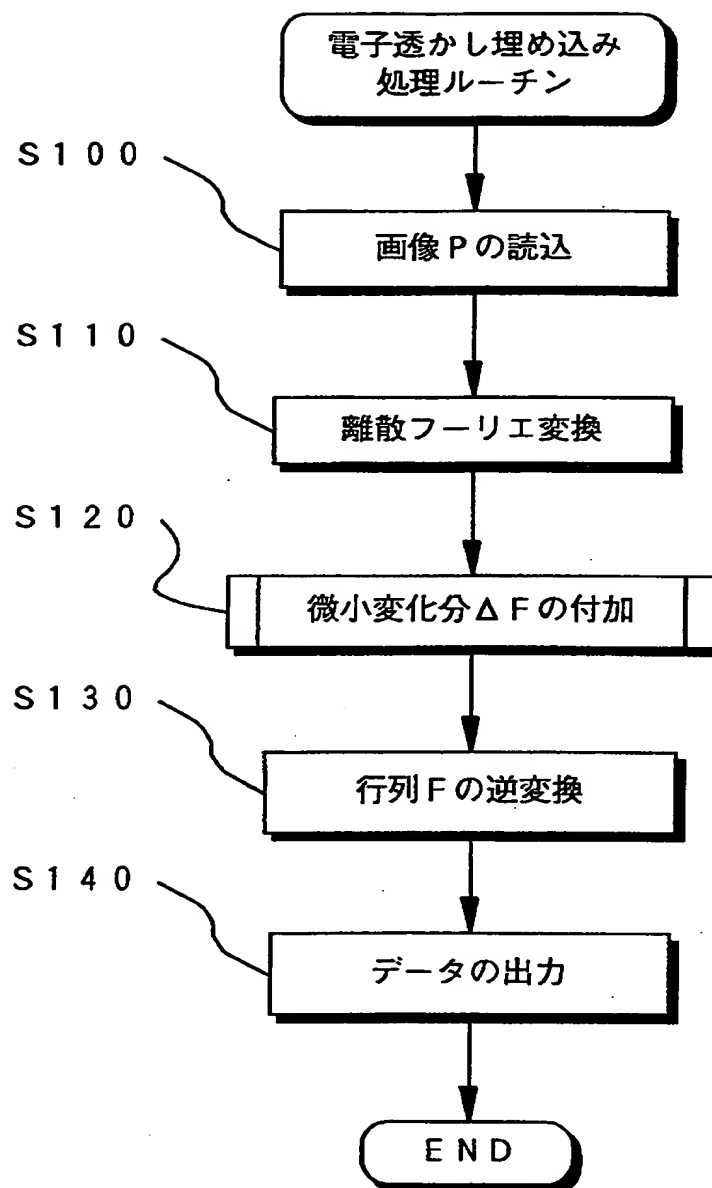 電子透かし埋め込み
処理ルーチン
S100
画像Pの読込
S110
離散フーリエ変換
S120
微小変化分ΔFの付加
S130
行列Fの逆変換
S140
データの出力
END